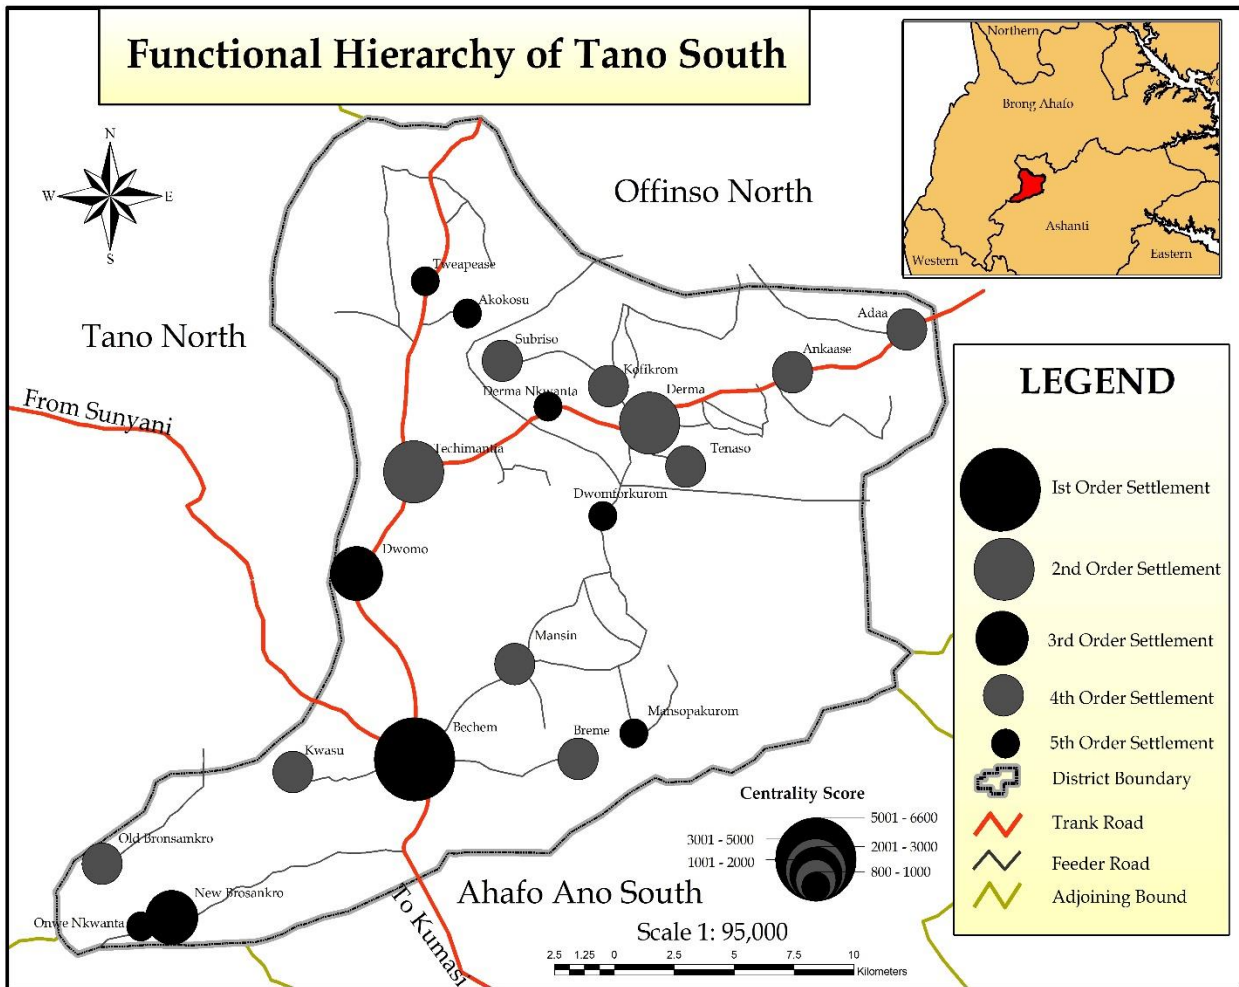 Functional Hierarchy of Tano South
N
W
E
S
Northern
Brong Ahafo
Ashanti
Western
Eastern
Offinso North
Tano North
From Sunyani
Tweapease
Akokosu
Adaa
Subriso
Ankaase
Kofikrom
Derma Nkwanta
Derma
Techimantia
Tenaso
Dwomforkurom
Dwomo
Mansin
Mansopakurom
Bechem
Breme
Kwasu
Old Bronsamkro
New Brosankro
Onwe Nkwanta
To Kumasi
Ahafo Ano South
Centrality Score
5001 - 6600
3001 - 5000
2001 - 3000
1001 - 2000
800 - 1000
Scale 1: 95,000
2.5 1.25 0 2.5 5 7.5 10
Kilometers
LEGEND
Ist Order Settlement
2nd Order Settlement
3rd Order Settlement
4th Order Settlement
5th Order Settlement
District Boundary
Trank Road
Feeder Road
Adjoining Bound